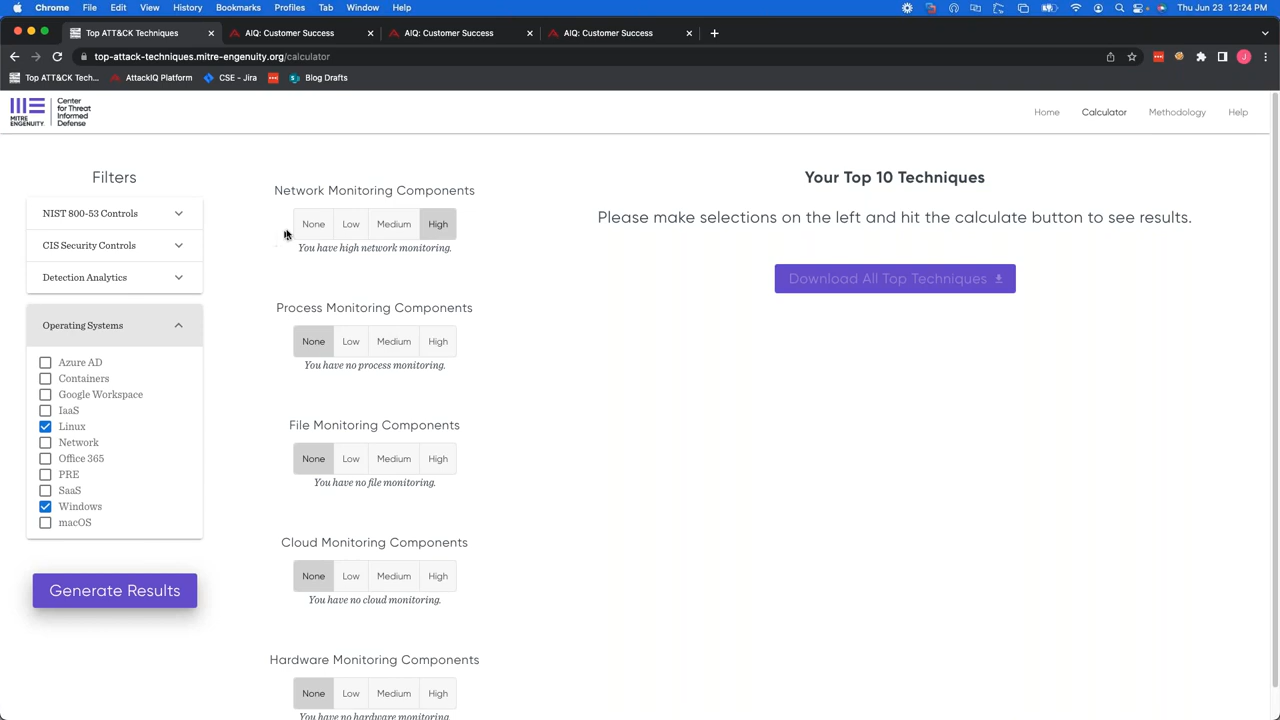 Chrome File Edit View History Bookmarks Profiles Tab Window Help
Thu Jun 23 12:24 PM
Top ATT&CK Techniques
AIQ: Customer Success
AIQ: Customer Success
AIQ: Customer Success
top-attack-techniques.mitre-engenuity.org/calculator
J
Top ATT&CK Tech...
AttackIQ Platform
CSE - Jira
Blog Drafts
MITRE
ENGENUITY
Center
for Threat
Informed
Defense
Home
Calculator
Methodology
Help
Filters
NIST 800-53 Controls
CIS Security Controls
Detection Analytics
Operating Systems
Azure AD
Containers
Google Workspace
IaaS
Linux
Network
Office 365
PRE
SaaS
Windows
macOS
Generate Results
Network Monitoring Components
None Low Medium High
You have high network monitoring.
Process Monitoring Components
None Low Medium High
You have no process monitoring.
File Monitoring Components
None Low Medium High
You have no file monitoring.
Cloud Monitoring Components
None Low Medium High
You have no cloud monitoring.
Hardware Monitoring Components
None Low Medium High
You have no hardware monitoring.
Your Top 10 Techniques
Please make selections on the left and hit the calculate button to see results.
Download All Top Techniques